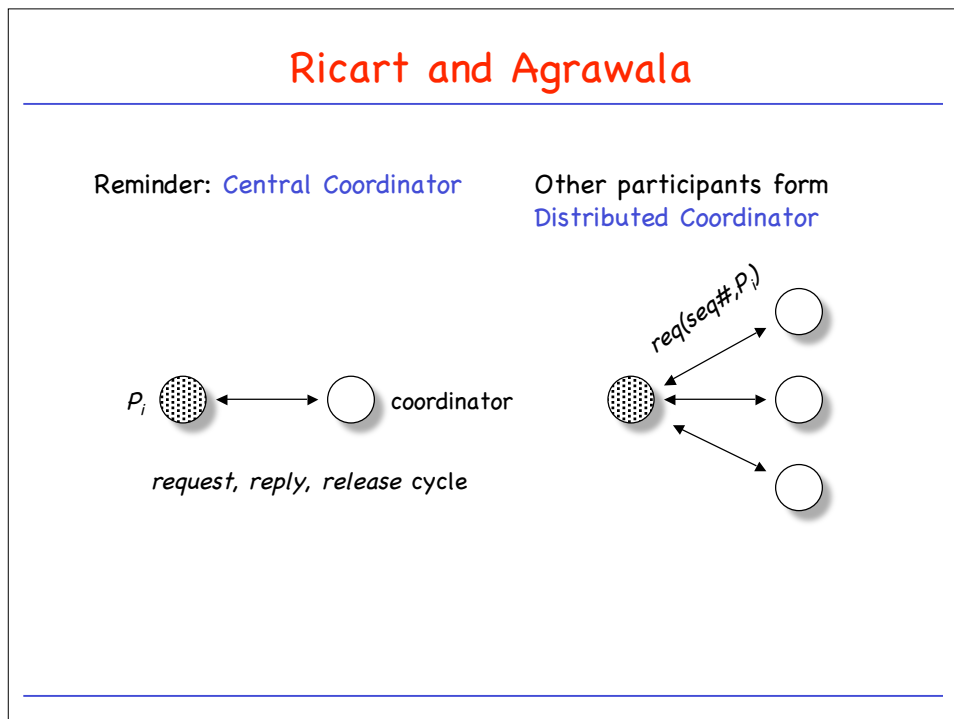 Ricart and Agrawala
Reminder: Central Coordinator
Other participants form
Distributed Coordinator
req(seq#,Pi)
Pi
coordinator
request, reply, release cycle